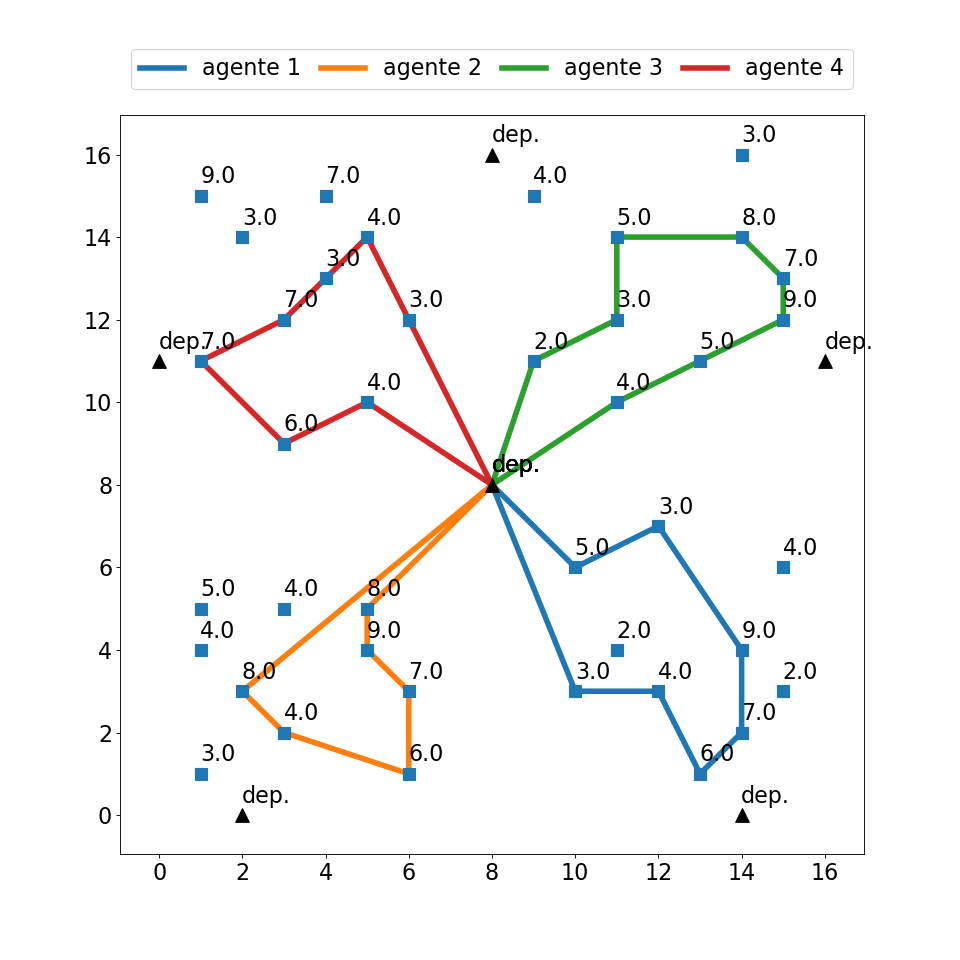 agente 1 agente 2 agente 3 agente 4
dep. 3.0
16
9.0 7.0 4.0
3.0 4.0 5.0 8.0
14
3.0 7.0
7.0 3.0 3.0 9.0
12
dep. 7.0 2.0 5.0 dep.
4.0 4.0
10
6.0
dep.
8
3.0
5.0 4.0
6
5.0 4.0 8.0
4.0 9.0 2.0 9.0
4
8.0 7.0 3.0 4.0 2.0
4.0 7.0
2
3.0 6.0 6.0
dep. dep.
0
0 2 4 6 8 10 12 14 16